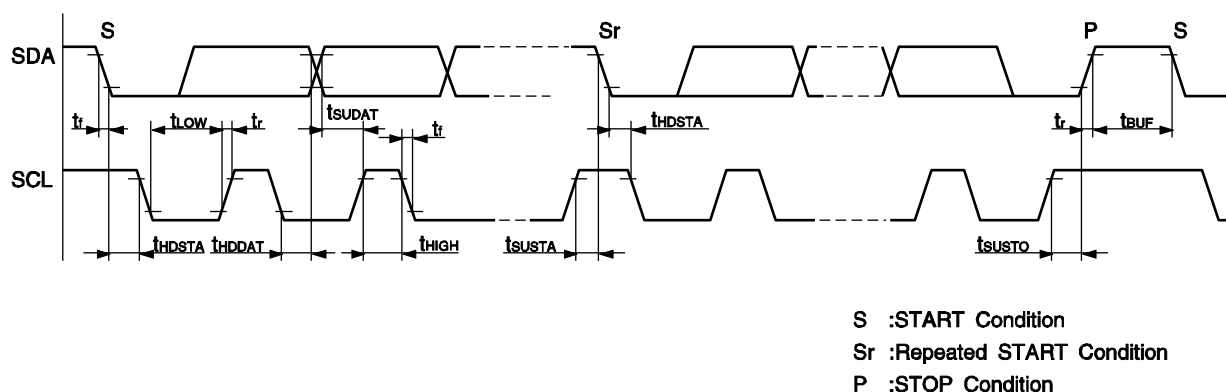 S Sr P S
SDA
tf tLOW tr tSUDAT tf tHDSTA tr tBUF
SCL
tHDSTA tHDDAT tHIGH tSUSTA tSUSTO
S :START Condition
Sr :Repeated START Condition
P :STOP Condition